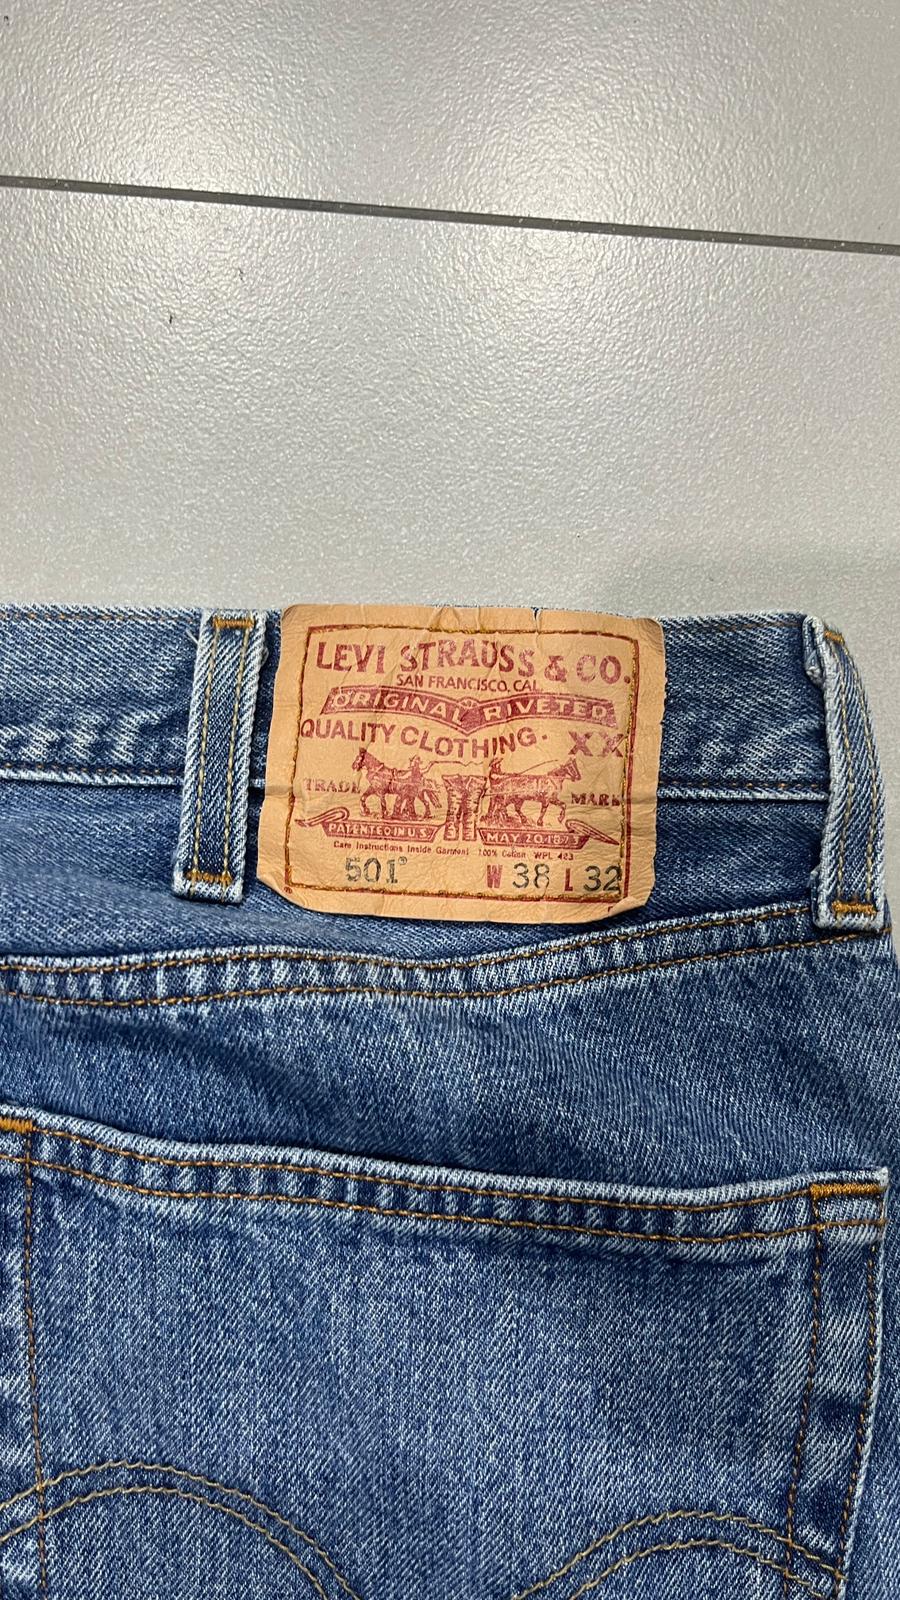 LEVI STRAUSS & CO.
SAN FRANCISCO, CAL.
ORIGINAL RIVETED
QUALITY CLOTHING. XX
TRADE MARK
PATENTED IN U.S. MAY 20 1873
Care Instructions Inside Garment 100% Cotton WPL 423
501® W 38 L 32
®